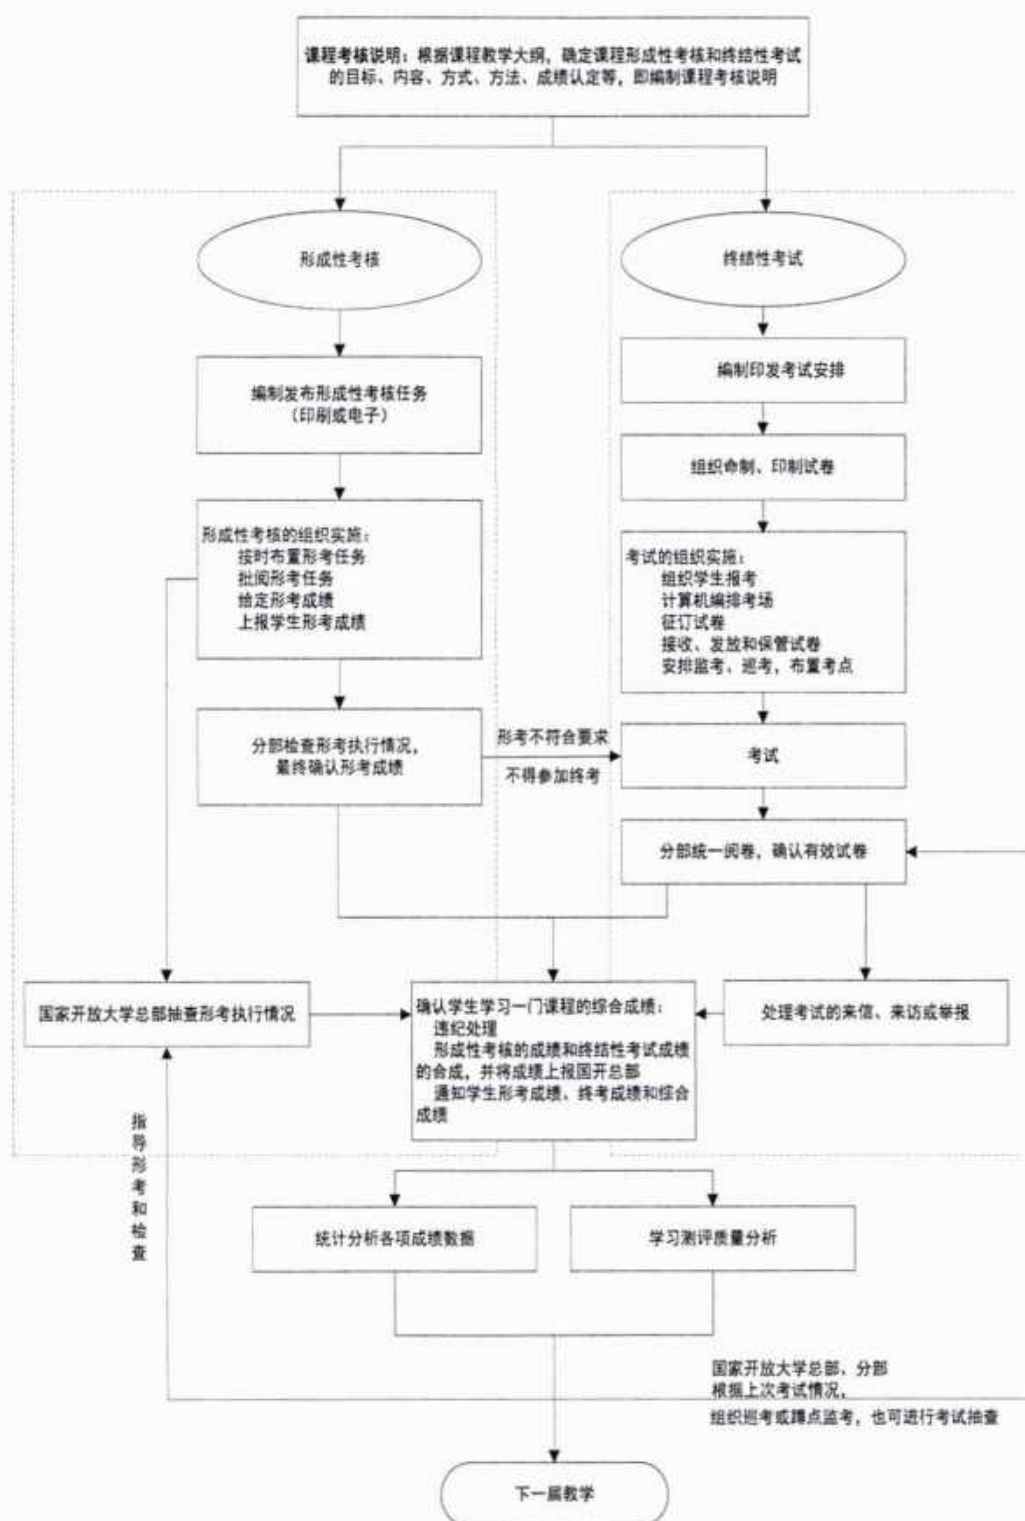 课程考核说明：根据课程教学大纲，确定课程形成性考核和终结性考试
的目标、内容、方式、方法、成绩认定等，即编制课程考核说明
形成性考核
终结性考试
编制发布形成性考核任务
（印刷或电子）
编制印发考试安排
组织命制、印制试卷
形成性考核的组织实施：
按时布置形考任务
批阅形考任务
给定形考成绩
上报学生形考成绩
考试的组织实施：
组织学生报考
计算机编排考场
征订试卷
接收、发放和保管试卷
安排监考、巡考，布置考点
分部检查形考执行情况，
最终确认形考成绩
形考不符合要求
不得参加终考
考试
分部统一阅卷，确认有效试卷
国家开放大学总部抽查形考执行情况
确认学生学习一门课程的综合成绩：
违纪处理
形成性考核的成绩和终结性考试成绩
的合成，并将成绩上报国开总部
通知学生形考成绩、终考成绩和综合
成绩
处理考试的来信、来访或举报
指导形考和检查
统计分析各项成绩数据
学习测评质量分析
国家开放大学总部、分部
根据上次考试情况，
组织巡考或蹲点监考，也可进行考试抽查
下一届教学